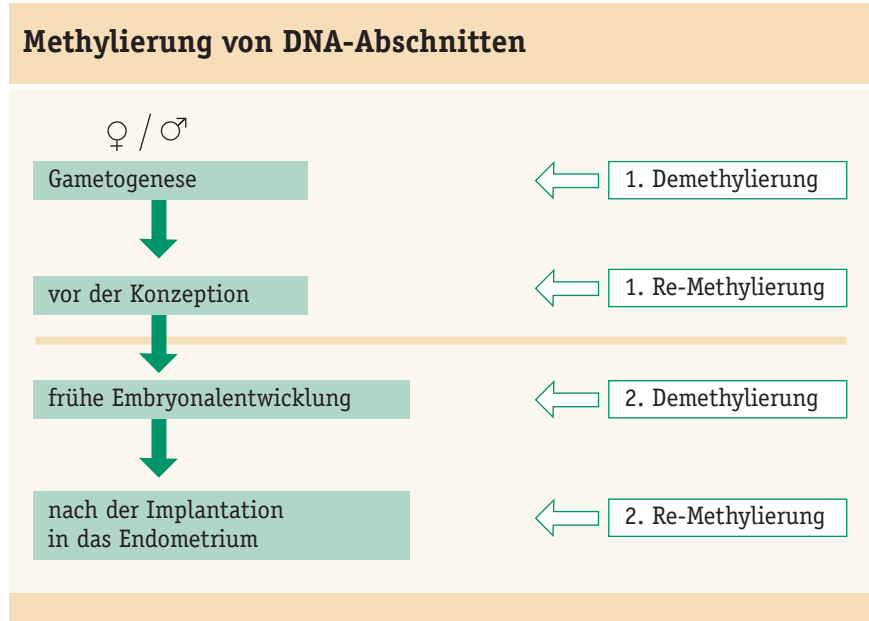 Methylierung von DNA-Abschnitten
♀ / ♂
Gametogenese
1. Demethylierung
vor der Konzeption
1. Re-Methylierung
frühe Embryonalentwicklung
2. Demethylierung
nach der Implantation
in das Endometrium
2. Re-Methylierung